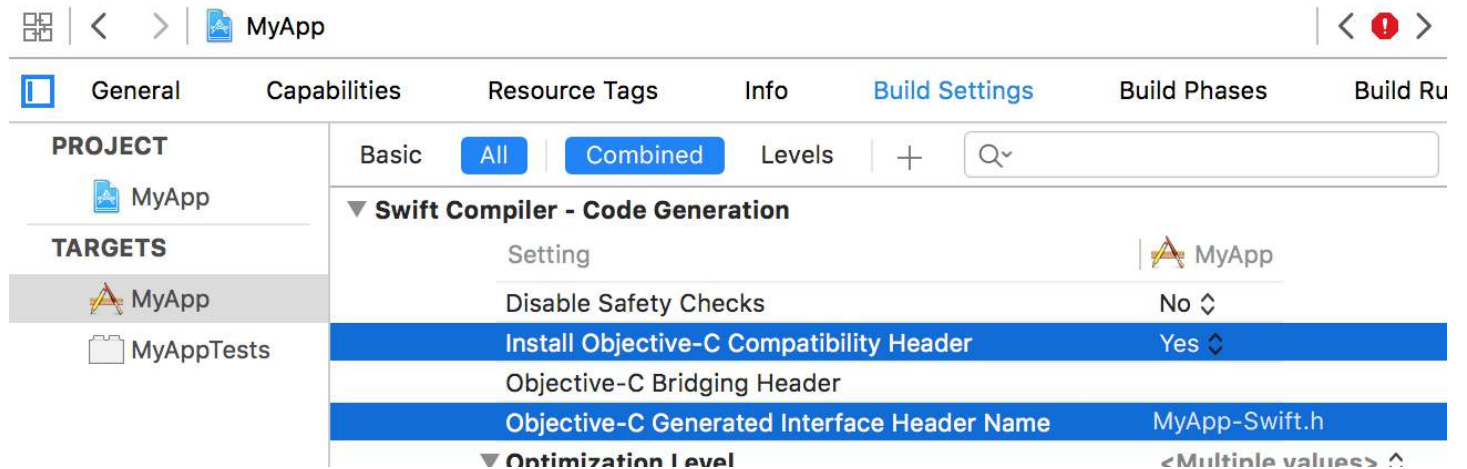 MyApp
General Capabilities Resource Tags Info Build Settings Build Phases Build Ru
PROJECT
MyApp
TARGETS
MyApp
MyAppTests
Basic All Combined Levels
Swift Compiler - Code Generation
Setting MyApp
Disable Safety Checks No
Install Objective-C Compatibility Header Yes
Objective-C Bridging Header
Objective-C Generated Interface Header Name MyApp-Swift.h
Optimization Level <Multiple values>